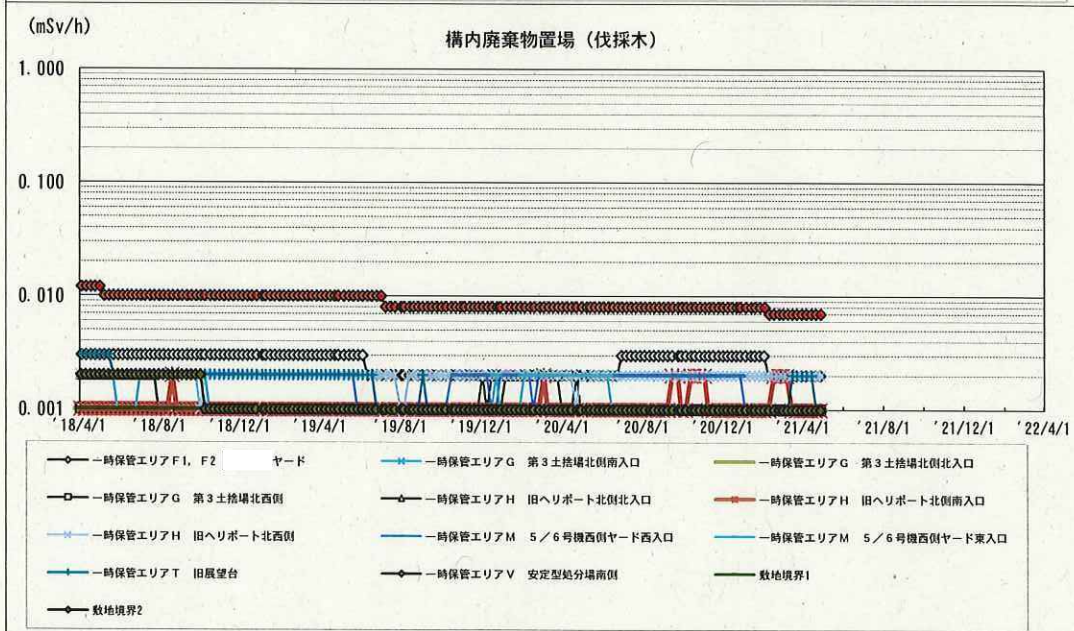 (mSv/h)
構内廃棄物置場（伐採木）
1.000
0.100
0.010
0.001
'18/4/1 '18/8/1 '18/12/1 '19/4/1 '19/8/1 '19/12/1 '20/4/1 '20/8/1 '20/12/1 '21/4/1 '21/8/1 '21/12/1 '22/4/1
一時保管エリアＦ１，Ｆ２ ヤード 一時保管エリアＧ 第３土捨場北側南入口 一時保管エリアＧ 第３土捨場北側北入口
一時保管エリアＧ 第３土捨場北西側 一時保管エリアＨ 旧ヘリポート北側北入口 一時保管エリアＨ 旧ヘリポート北側南入口
一時保管エリアＨ 旧ヘリポート北西側 一時保管エリアＭ ５／６号機西側ヤード西入口 一時保管エリアＭ ５／６号機西側ヤード東入口
一時保管エリアＴ 旧展望台 一時保管エリアＶ 安定型処分場南側 敷地境界1
敷地境界2